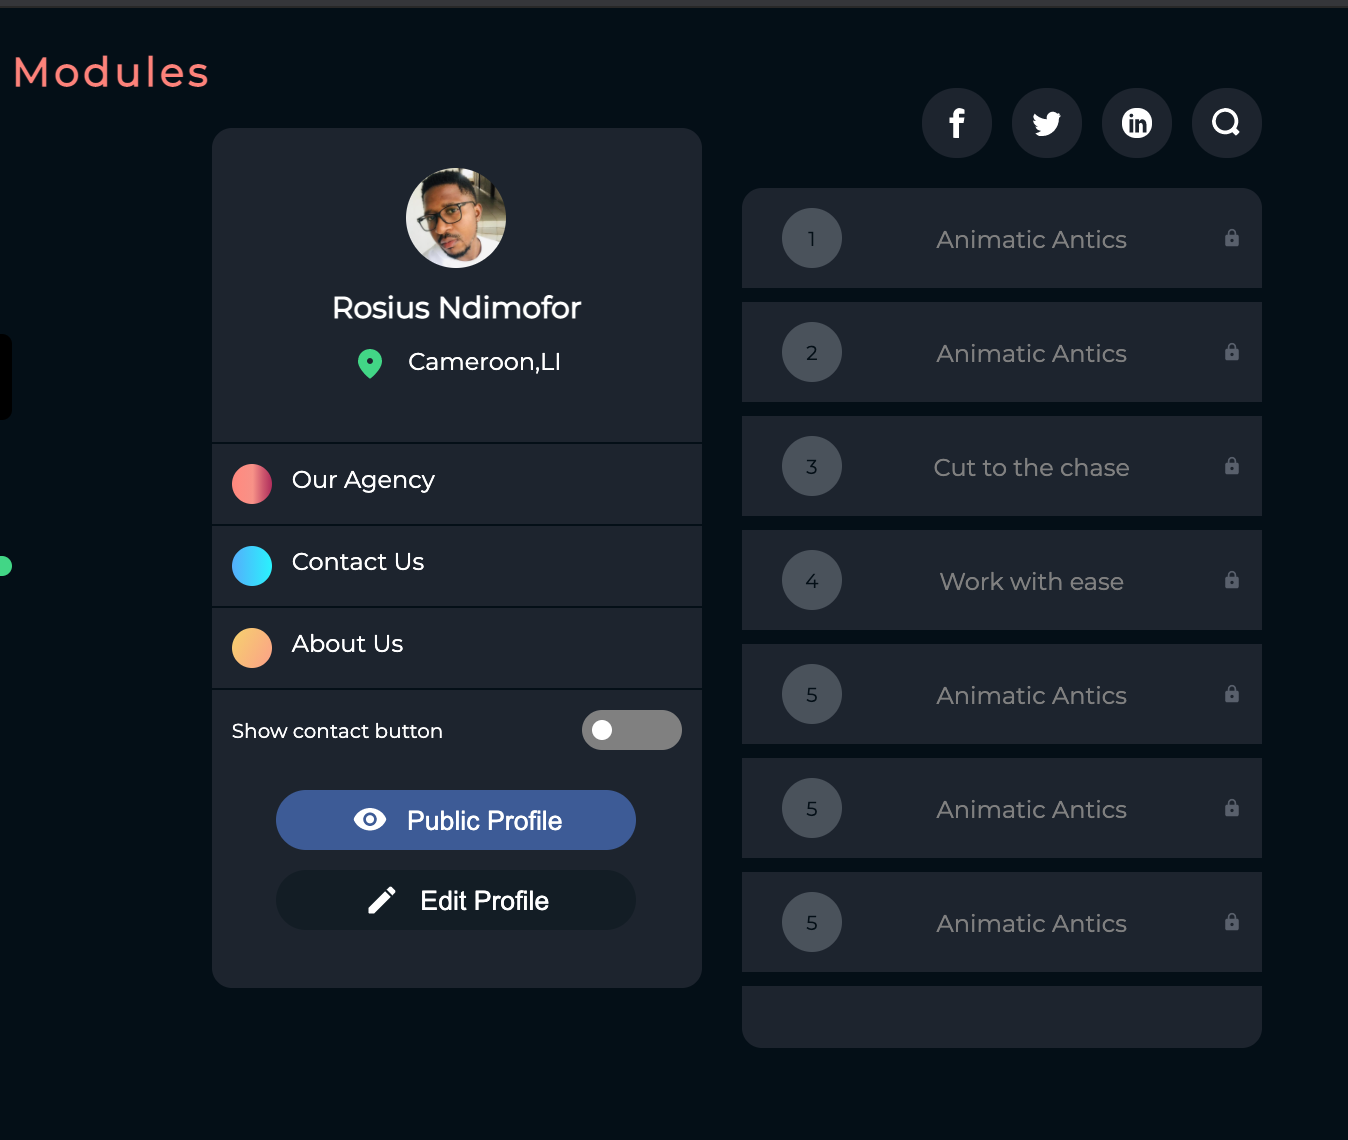 Modules
Rosius Ndimofor
Cameroon,LI
Our Agency
Contact Us
About Us
Show contact button
Public Profile
Edit Profile
1 Animatic Antics
2 Animatic Antics
3 Cut to the chase
4 Work with ease
5 Animatic Antics
5 Animatic Antics
5 Animatic Antics